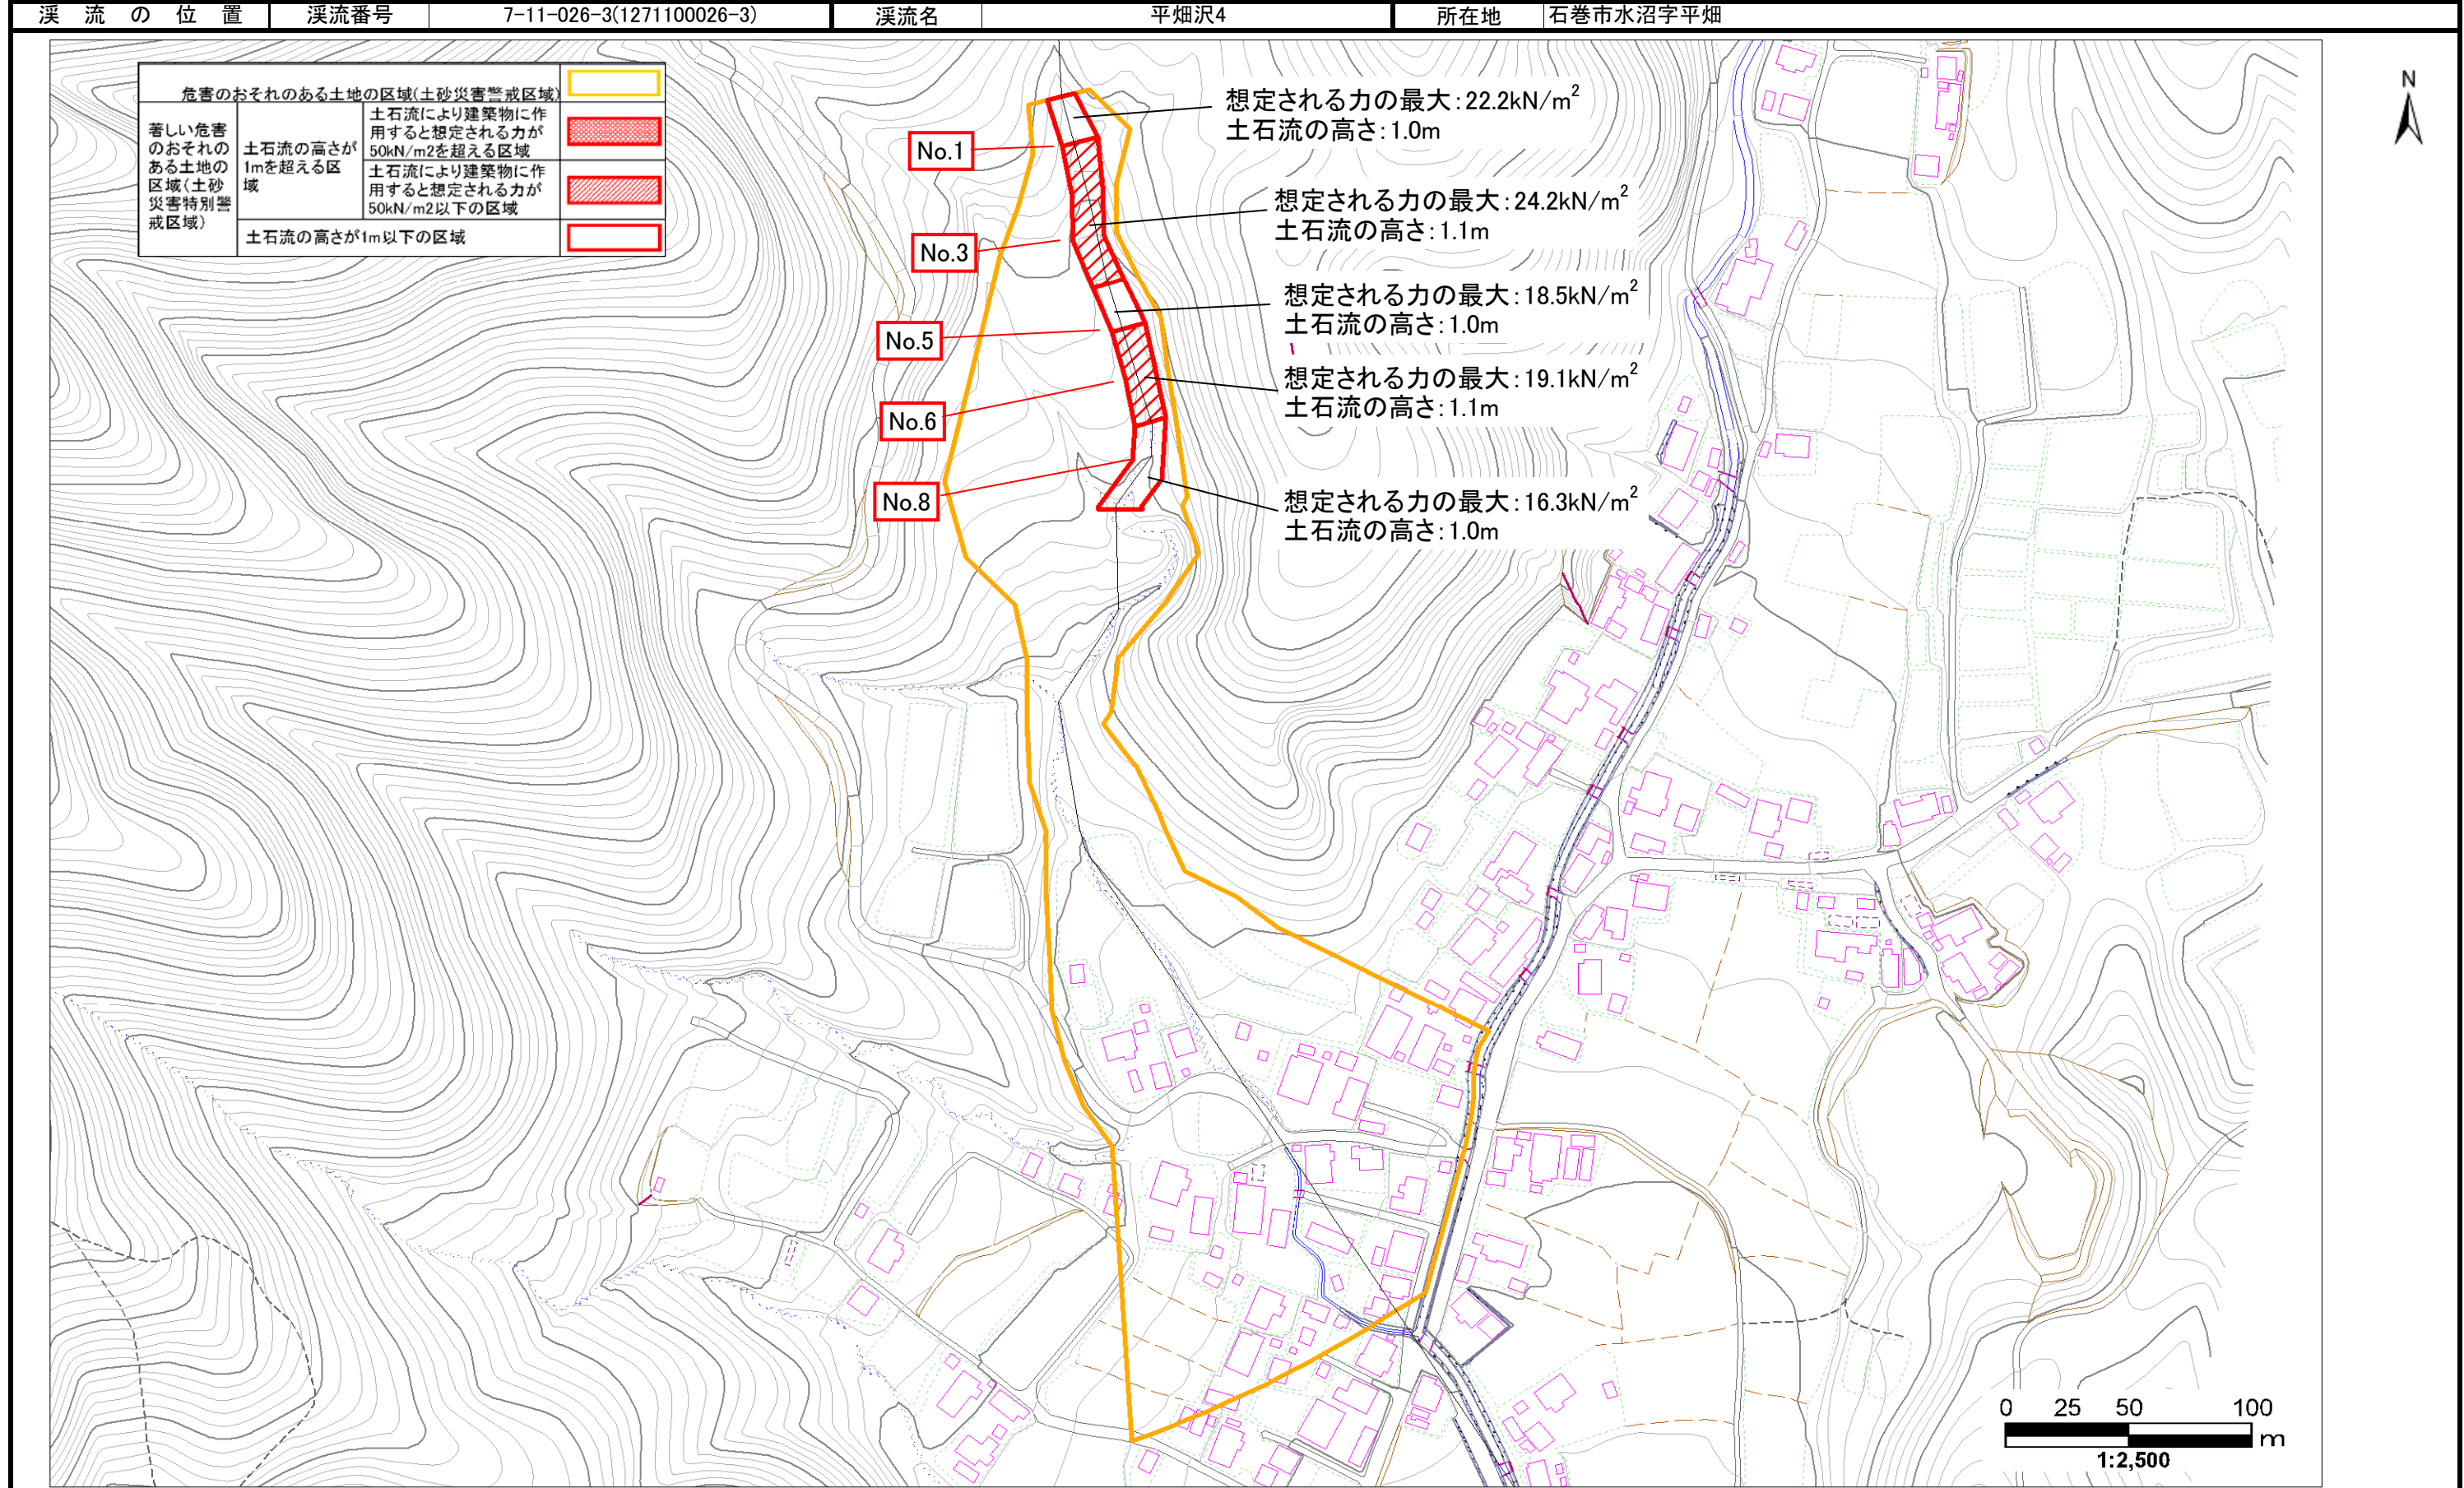 渓流の位置 渓流番号 7-11-026-3(1271100026-3) 渓流名 平畑沢4 所在地 石巻市水沼字平畑
危害のおそれのある土地の区域(土砂災害警戒区域)
著しい危害
のおそれの
ある土地の
区域(土砂
災害特別警
戒区域)
土石流の高さが
1mを超える区
域
土石流により建築物に作
用すると想定される力が
50kN/m2を超える区域
土石流により建築物に作
用すると想定される力が
50kN/m2以下の区域
土石流の高さが1m以下の区域
N
想定される力の最大:22.2kN/m²
土石流の高さ:1.0m
No.1
想定される力の最大:24.2kN/m²
土石流の高さ:1.1m
No.3
想定される力の最大:18.5kN/m²
土石流の高さ:1.0m
No.5
想定される力の最大:19.1kN/m²
土石流の高さ:1.1m
No.6
想定される力の最大:16.3kN/m²
土石流の高さ:1.0m
No.8
0 25 50 100
m
1:2,500